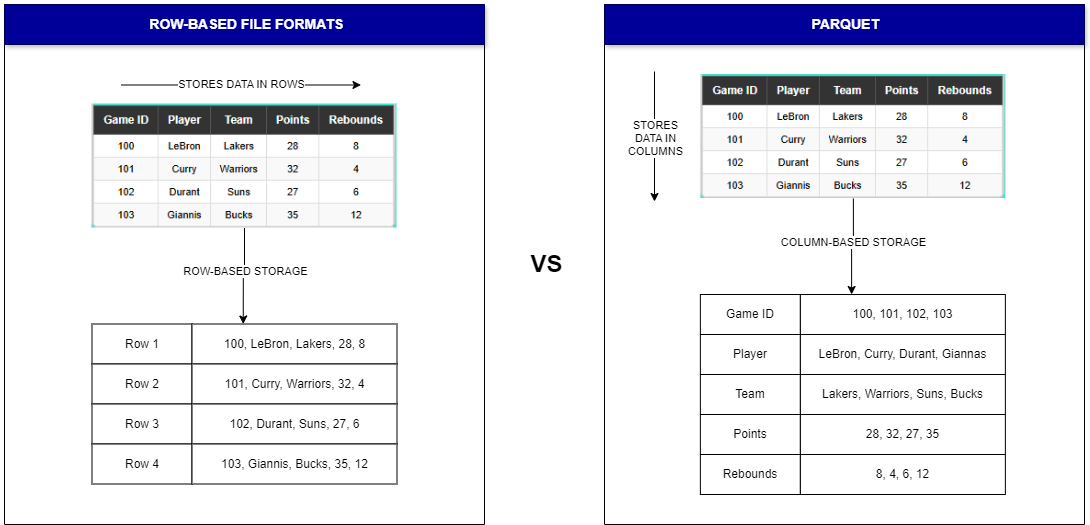 ROW-BASED FILE FORMATS
STORES DATA IN ROWS
Game ID Player Team Points Rebounds
100 LeBron Lakers 28 8
101 Curry Warriors 32 4
102 Durant Suns 27 6
103 Giannis Bucks 35 12
ROW-BASED STORAGE
Row 1 100, LeBron, Lakers, 28, 8
Row 2 101, Curry, Warriors, 32, 4
Row 3 102, Durant, Suns, 27, 6
Row 4 103, Giannis, Bucks, 35, 12
VS
PARQUET
STORES
DATA IN
COLUMNS
Game ID Player Team Points Rebounds
100 LeBron Lakers 28 8
101 Curry Warriors 32 4
102 Durant Suns 27 6
103 Giannis Bucks 35 12
COLUMN-BASED STORAGE
Game ID 100, 101, 102, 103
Player LeBron, Curry, Durant, Giannas
Team Lakers, Warriors, Suns, Bucks
Points 28, 32, 27, 35
Rebounds 8, 4, 6, 12